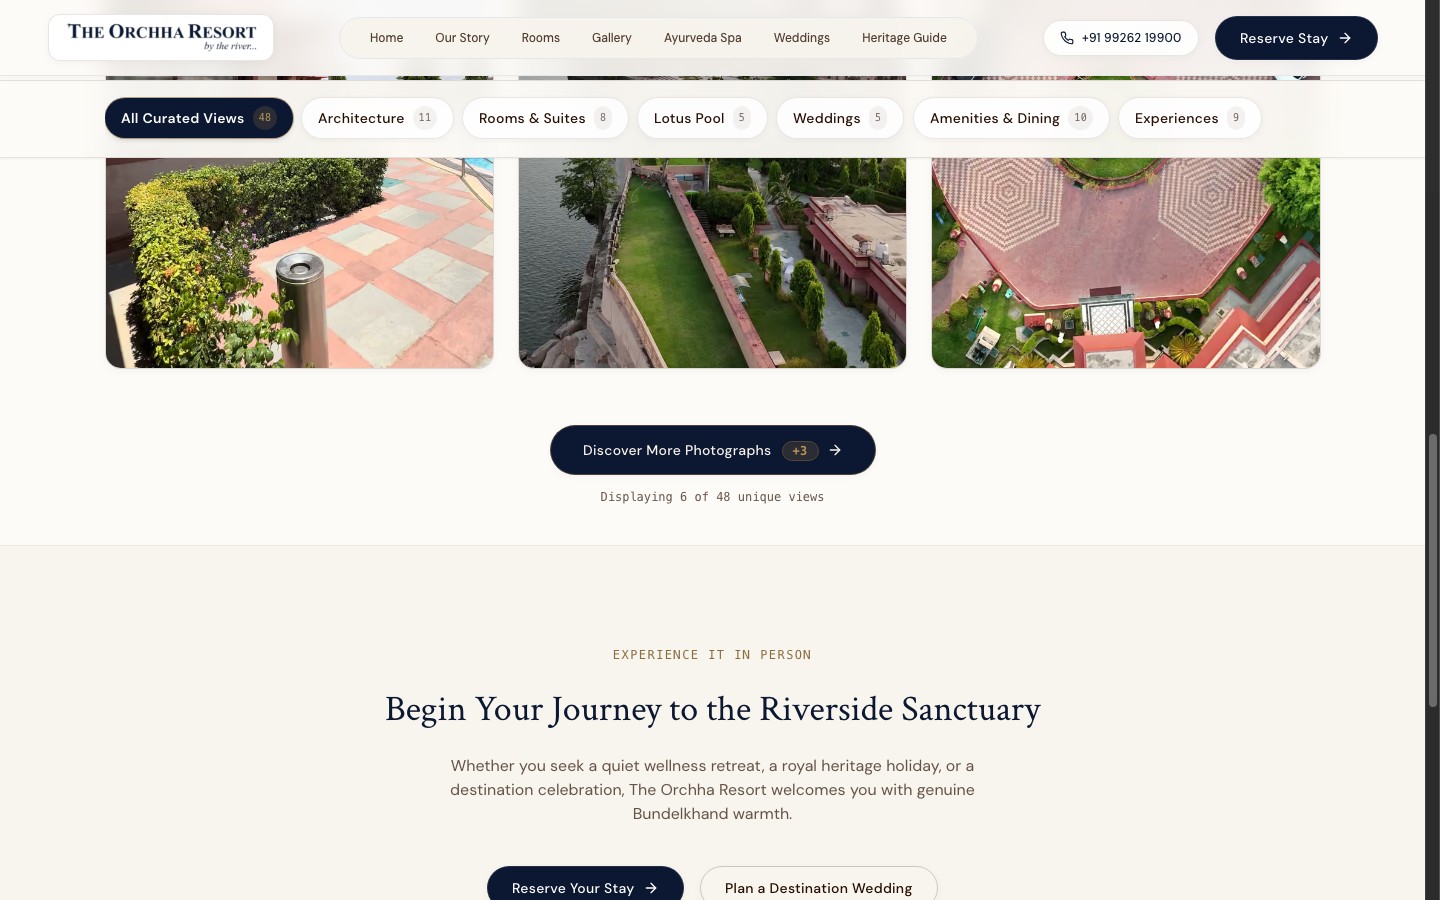 THE ORCHHA RESORT
by the river...
Home
Our Story
Rooms
Gallery
Ayurveda Spa
Weddings
Heritage Guide
+91 99262 19900
Reserve Stay
All Curated Views 48
Architecture 11
Rooms & Suites 8
Lotus Pool 5
Weddings 5
Amenities & Dining 10
Experiences 9
Discover More Photographs +3
Displaying 6 of 48 unique views
EXPERIENCE IT IN PERSON
Begin Your Journey to the Riverside Sanctuary
Whether you seek a quiet wellness retreat, a royal heritage holiday, or a
destination celebration, The Orchha Resort welcomes you with genuine
Bundelkhand warmth.
Reserve Your Stay
Plan a Destination Wedding